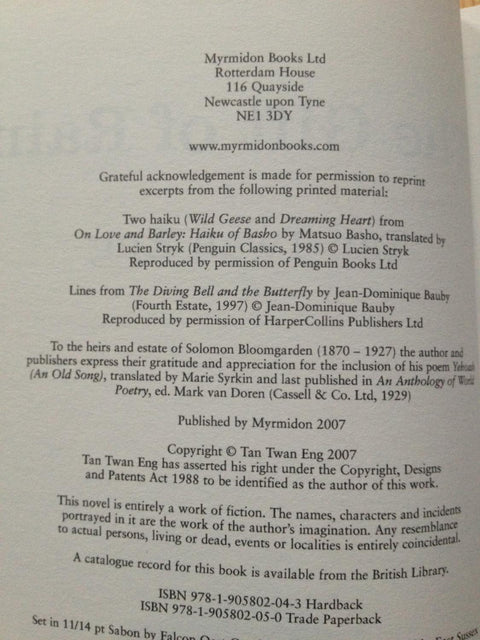 Myrmidon Books Ltd
Rotterdam House
116 Quayside
Newcastle upon Tyne
NE1 3DY
www.myrmidonbooks.com
Grateful acknowledgement is made for permission to reprint
excerpts from the following printed material:
Two haiku (Wild Geese and Dreaming Heart) from
On Love and Barley: Haiku of Basho by Matsuo Basho, translated by
Lucien Stryk (Penguin Classics, 1985) © Lucien Stryk
Reproduced by permission of Penguin Books Ltd
Lines from The Diving Bell and the Butterfly by Jean-Dominique Bauby
(Fourth Estate, 1997) © Jean-Dominique Bauby
Reproduced by permission of HarperCollins Publishers Ltd
To the heirs and estate of Solomon Bloomgarden (1870 – 1927) the author and
publishers express their gratitude and appreciation for the inclusion of his poem Yehoash
(An Old Song), translated by Marie Syrkin and last published in An Anthology of World
Poetry, ed. Mark van Doren (Cassell & Co. Ltd, 1929)
Published by Myrmidon 2007
Copyright © Tan Twan Eng 2007
Tan Twan Eng has asserted his right under the Copyright, Designs
and Patents Act 1988 to be identified as the author of this work.
This novel is entirely a work of fiction. The names, characters and incidents
portrayed in it are the work of the author's imagination. Any resemblance
to actual persons, living or dead, events or localities is entirely coincidental.
A catalogue record for this book is available from the British Library.
ISBN 978-1-905802-04-3 Hardback
ISBN 978-1-905802-05-0 Trade Paperback
Set in 11/14 pt Sabon by Falcon
East Sussex